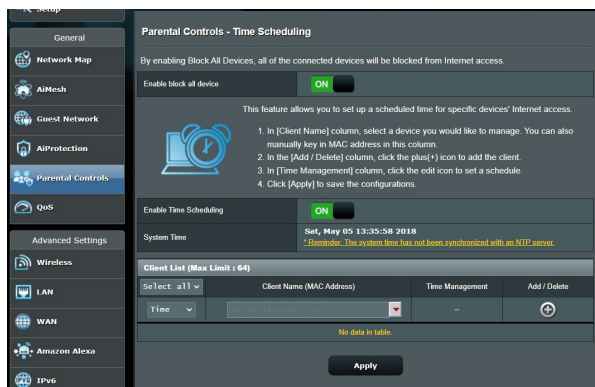 Setup
General
Parental Controls - Time Scheduling
Network Map
By enabling Block All Devices, all of the connected devices will be blocked from Internet access.
Enable block all device
ON
AiMesh
This feature allows you to set up a scheduled time for specific devices' Internet access.
Guest Network
1. In [Client Name] column, select a device you would like to manage. You can also
manually key in MAC address in this column.
AiProtection
2. In the [Add / Delete] column, click the plus(+) icon to add the client.
3. In [Time Management] column, click the edit icon to set a schedule.
Parental Controls
4. Click [Apply] to save the configurations.
QoS
Enable Time Scheduling
ON
Advanced Settings
System Time
Sat, May 05 13:35:58 2018
* Reminder: The system time has not been synchronized with an NTP server.
Wireless
Client List (Max Limit : 64)
LAN
Select all
Client Name (MAC Address)
Time Management
Add / Delete
WAN
Time
--
No data in table.
Amazon Alexa
Apply
IPv6